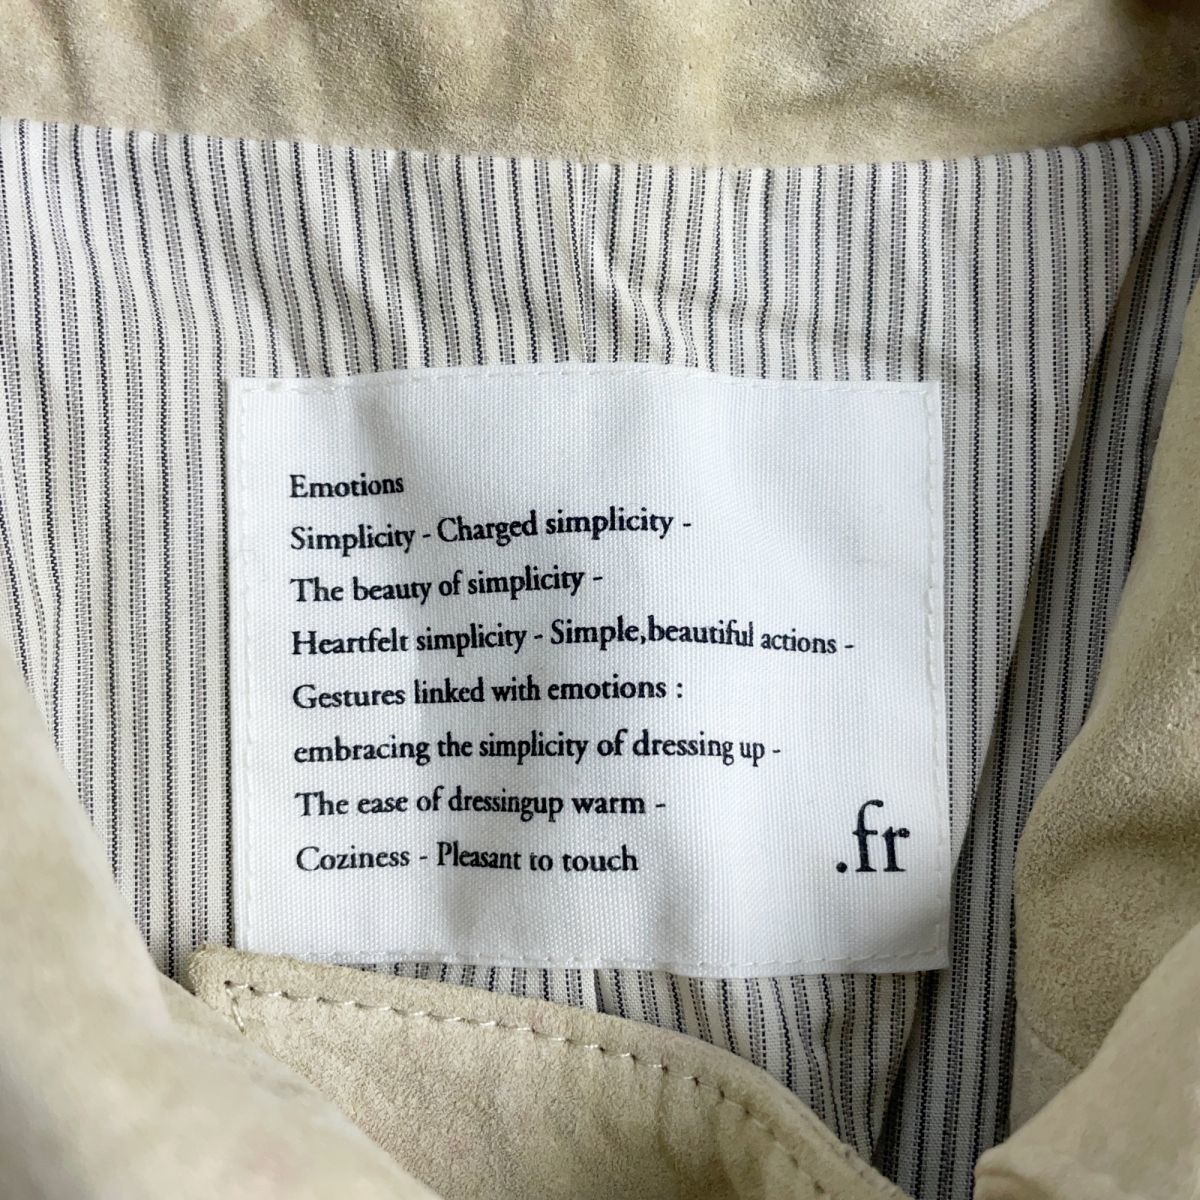 Emotions
Simplicity - Charged simplicity -
The beauty of simplicity -
Heartfelt simplicity - Simple,beautiful actions -
Gestures linked with emotions :
embracing the simplicity of dressing up -
The ease of dressingup warm -
Coziness - Pleasant to touch
.fr